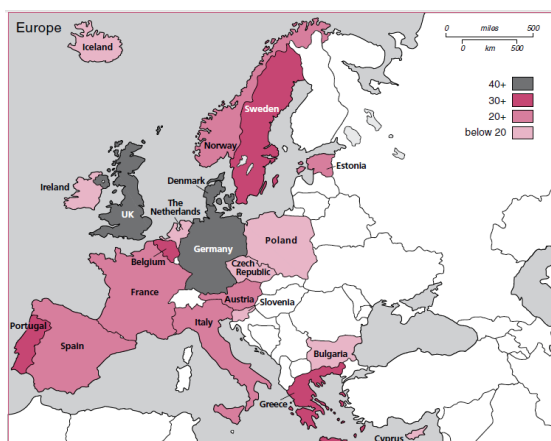 Europe
0 miles 500
0 km 500
40+
30+
20+
below 20
Iceland
Sweden
Norway
Estonia
Ireland
Denmark
The
Netherlands
UK
Germany
Poland
Belgium
Czech
Republic
France
Austria
Slovenia
Italy
Portugal
Spain
Bulgaria
Greece
Cyprus